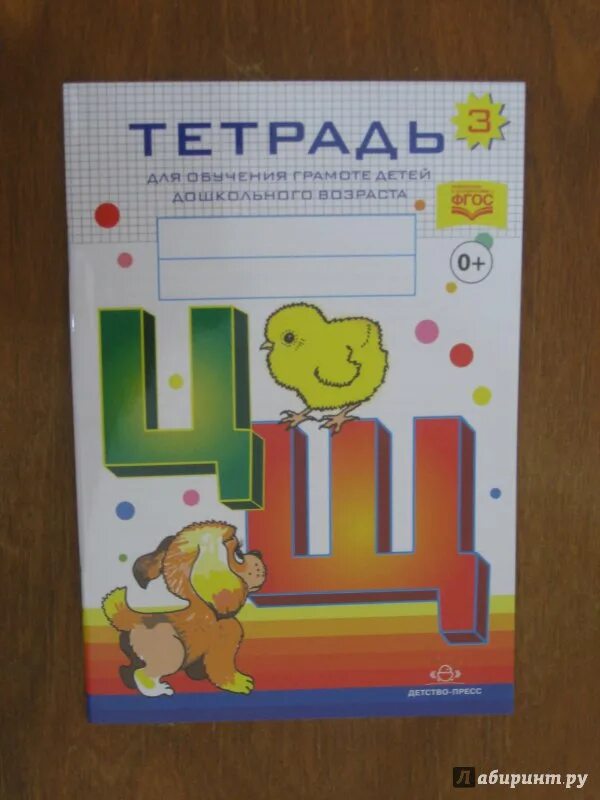 ТЕТРАДЬ 3
ДЛЯ ОБУЧЕНИЯ ГРАМОТЕ ДЕТЕЙ
ДОШКОЛЬНОГО ВОЗРАСТА
ФГОС
0+
Ц
Щ
ДЕТСТВО-ПРЕСС
Лабиринт.ру